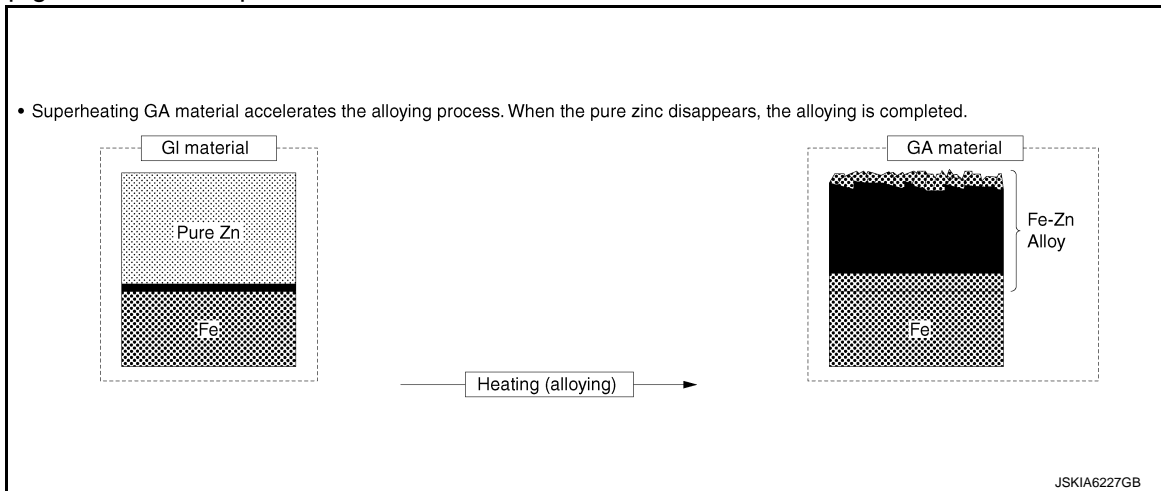 • Superheating GA material accelerates the alloying process. When the pure zinc disappears, the alloying is completed.
GI material
GA material
Pure Zn
Fe-Zn
Alloy
Fe
Fe
Heating (alloying)
JSKIA6227GB